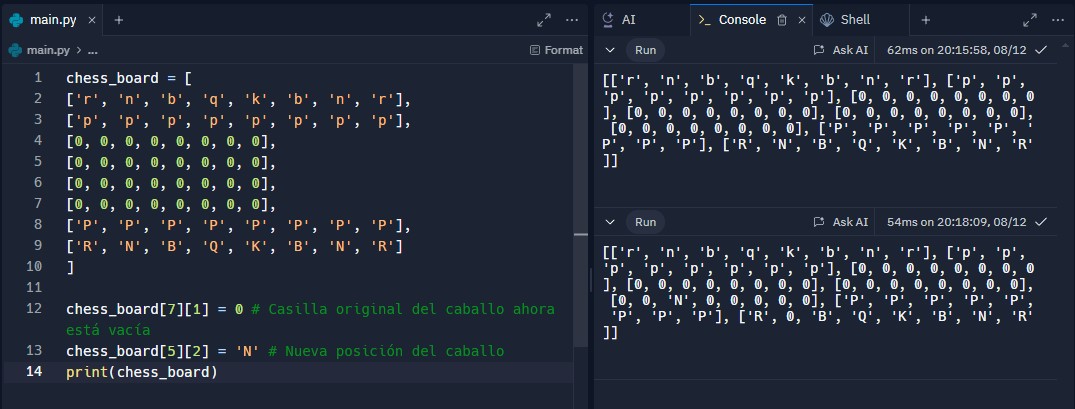 main.py
main.py > ...
Format
1 chess_board = [
2 ['r', 'n', 'b', 'q', 'k', 'b', 'n', 'r'],
3 ['p', 'p', 'p', 'p', 'p', 'p', 'p', 'p'],
4 [0, 0, 0, 0, 0, 0, 0, 0],
5 [0, 0, 0, 0, 0, 0, 0, 0],
6 [0, 0, 0, 0, 0, 0, 0, 0],
7 [0, 0, 0, 0, 0, 0, 0, 0],
8 ['P', 'P', 'P', 'P', 'P', 'P', 'P', 'P'],
9 ['R', 'N', 'B', 'Q', 'K', 'B', 'N', 'R']
10 ]
11
12 chess_board[7][1] = 0 # Casilla original del caballo ahora
está vacía
13 chess_board[5][2] = 'N' # Nueva posición del caballo
14 print(chess_board)
AI
Console
Shell
Run
Ask AI
62ms on 20:15:58, 08/12
[['r', 'n', 'b', 'q', 'k', 'b', 'n', 'r'], ['p', 'p',
'p', 'p', 'p', 'p', 'p', 'p'], [0, 0, 0, 0, 0, 0, 0, 0
], [0, 0, 0, 0, 0, 0, 0, 0], [0, 0, 0, 0, 0, 0, 0, 0],
[0, 0, 0, 0, 0, 0, 0, 0], ['P', 'P', 'P', 'P', 'P', '
P', 'P', 'P'], ['R', 'N', 'B', 'Q', 'K', 'B', 'N', 'R'
]]
Run
Ask AI
54ms on 20:18:09, 08/12
[['r', 'n', 'b', 'q', 'k', 'b', 'n', 'r'], ['p', 'p',
'p', 'p', 'p', 'p', 'p', 'p'], [0, 0, 0, 0, 0, 0, 0, 0
], [0, 0, 0, 0, 0, 0, 0, 0], [0, 0, 0, 0, 0, 0, 0, 0],
[0, 0, 'N', 0, 0, 0, 0, 0], ['P', 'P', 'P', 'P', 'P',
'P', 'P', 'P'], ['R', 0, 'B', 'Q', 'K', 'B', 'N', 'R'
]]